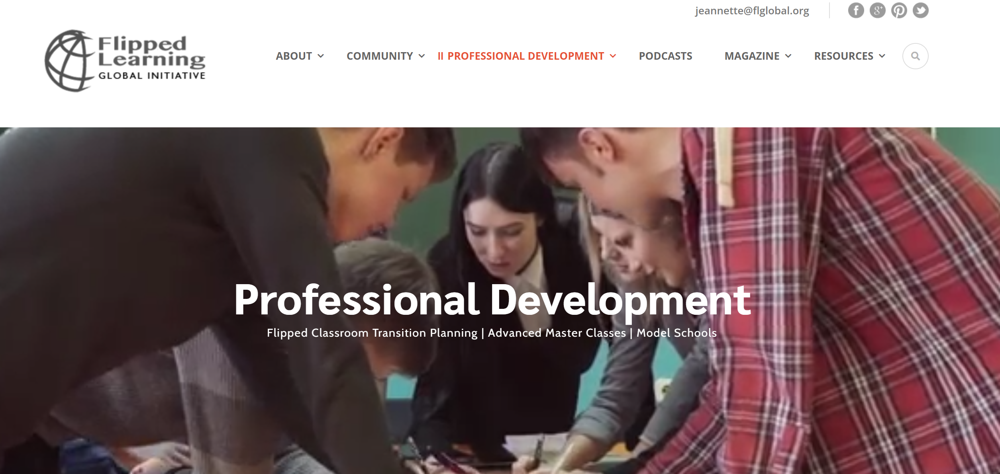 jeannette@flglobal.org
Flipped
Learning
GLOBAL INITIATIVE
ABOUT COMMUNITY II PROFESSIONAL DEVELOPMENT PODCASTS MAGAZINE RESOURCES
Professional Development
Flipped Classroom Transition Planning | Advanced Master Classes | Model Schools